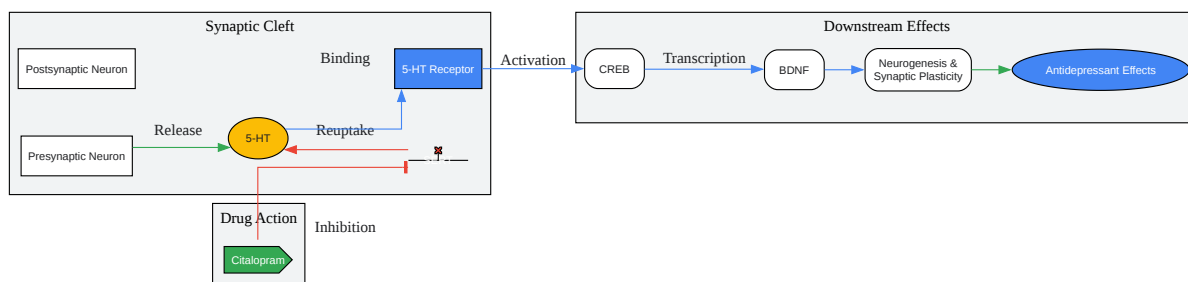 Synaptic Cleft
Downstream Effects
Postsynaptic Neuron
Binding
5-HT Receptor
Activation
CREB
Transcription
BDNF
Neurogenesis &
Synaptic Plasticity
Antidepressant Effects
Presynaptic Neuron
Release
5-HT
Reuptake
Drug Action
Inhibition
Citalopram